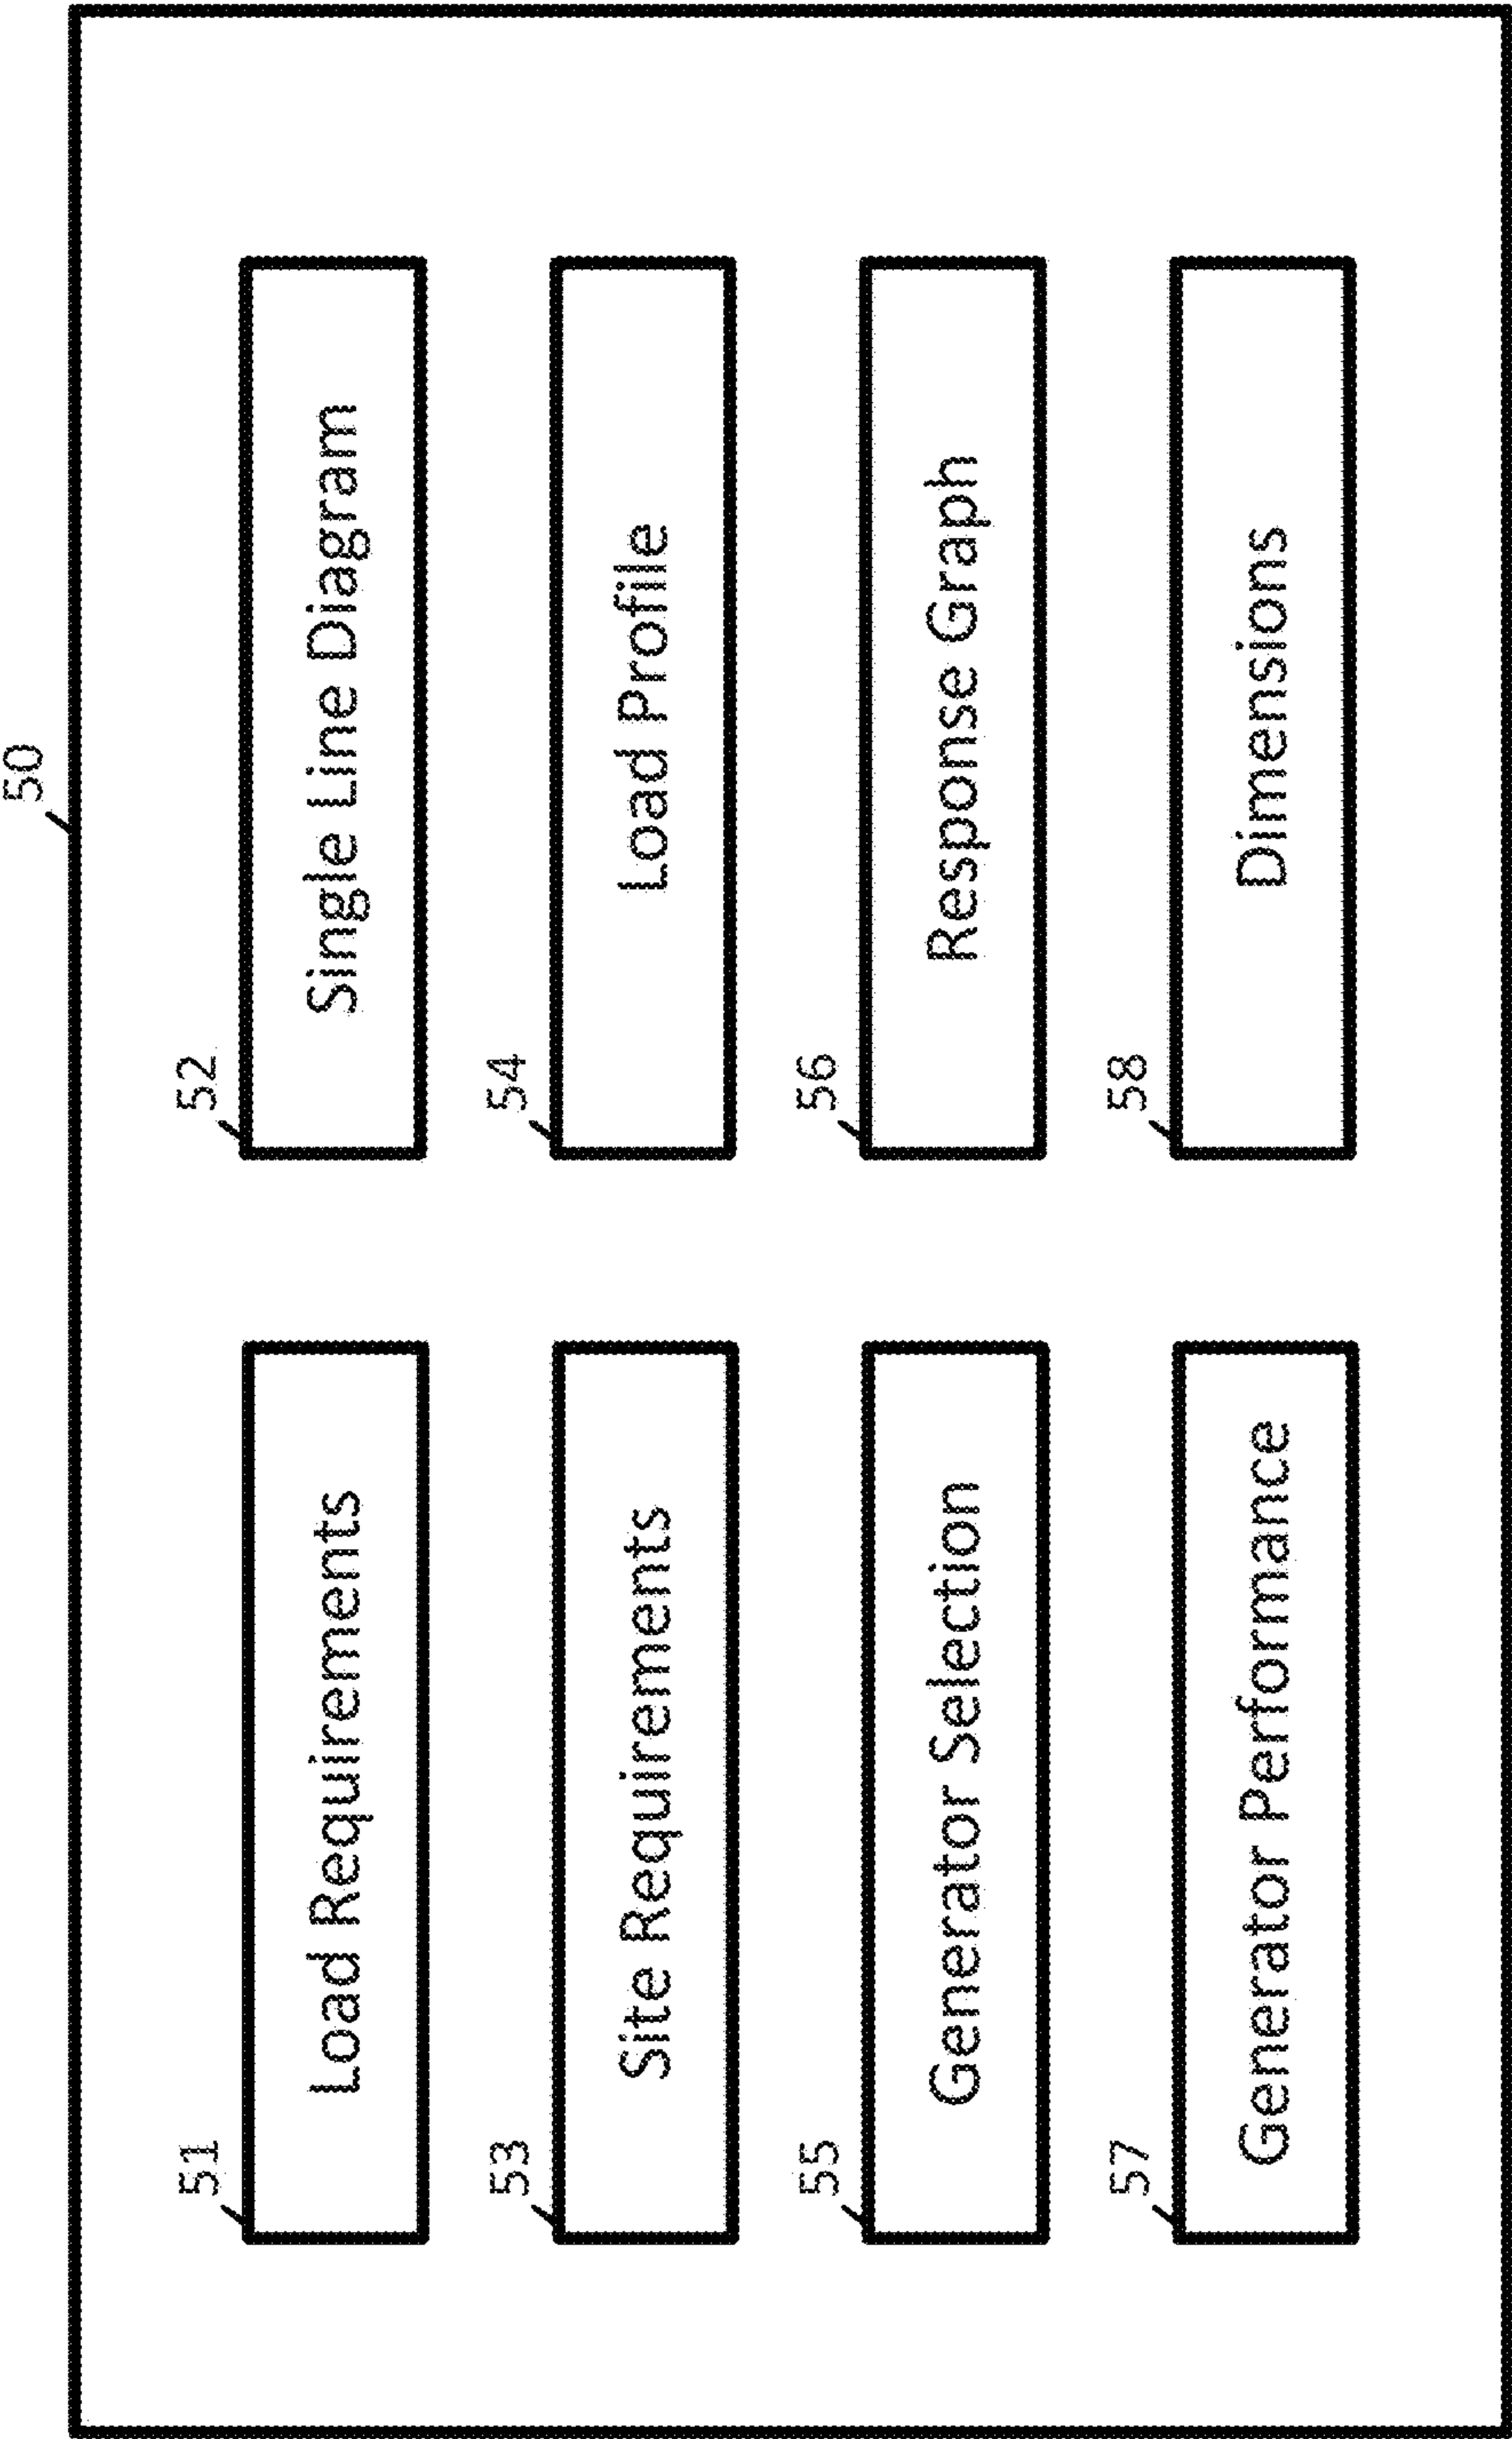 50
51
Load Requirements
52
Single Line Diagram
53
Site Requirements
54
Load Profile
55
Generator Selection
56
Response Graph
57
Generator Performance
58
Dimensions